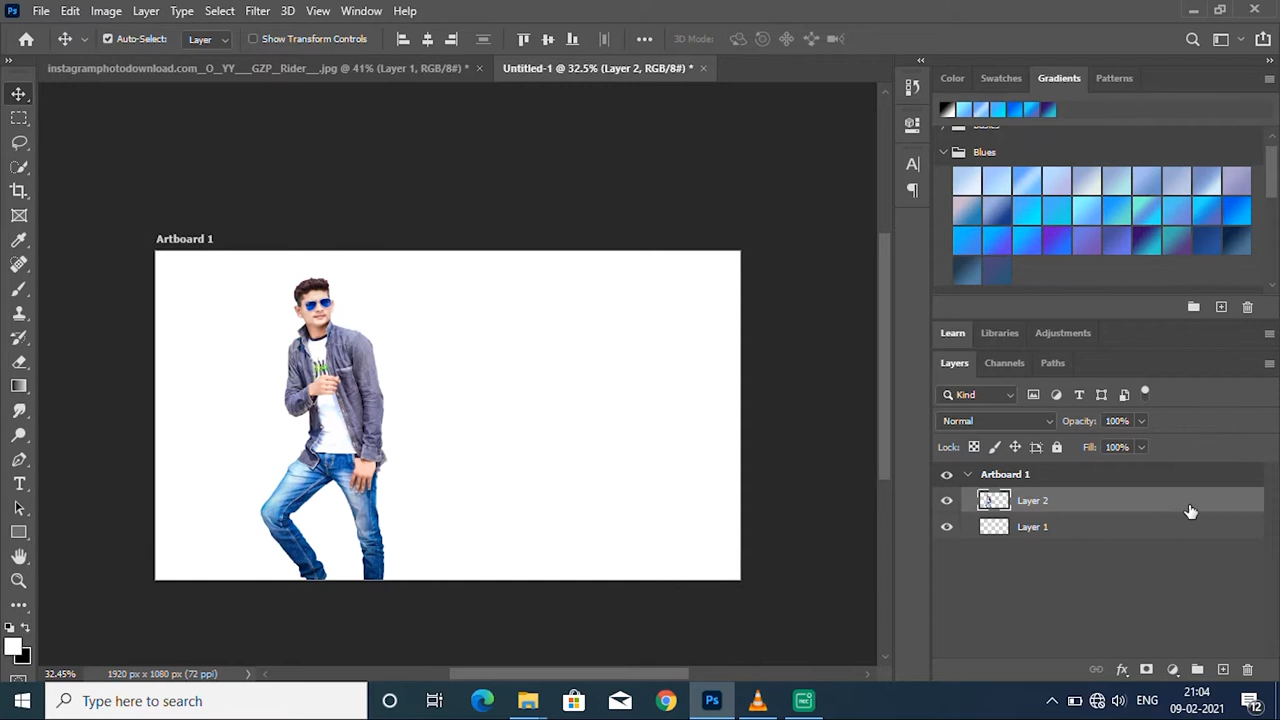 Ps File Edit Image Layer Type Select Filter 3D View Window Help
Auto-Select: Layer Show Transform Controls 3D Mode:
instagramphotodownload.com__O__YY____GZP__Rider___.jpg @ 41% (Layer 1, RGB/8#) * × Untitled-1 @ 32.5% (Layer 2, RGB/8#) * ×
Color Swatches Gradients Patterns
Blues
Artboard 1
Learn Libraries Adjustments
Layers Channels Paths
Kind
Normal Opacity: 100%
Lock: Fill: 100%
Artboard 1
Layer 2
Layer 1
32.45% 1920 px x 1080 px (72 ppi)
Type here to search
ENG
21:04
09-02-2021
12